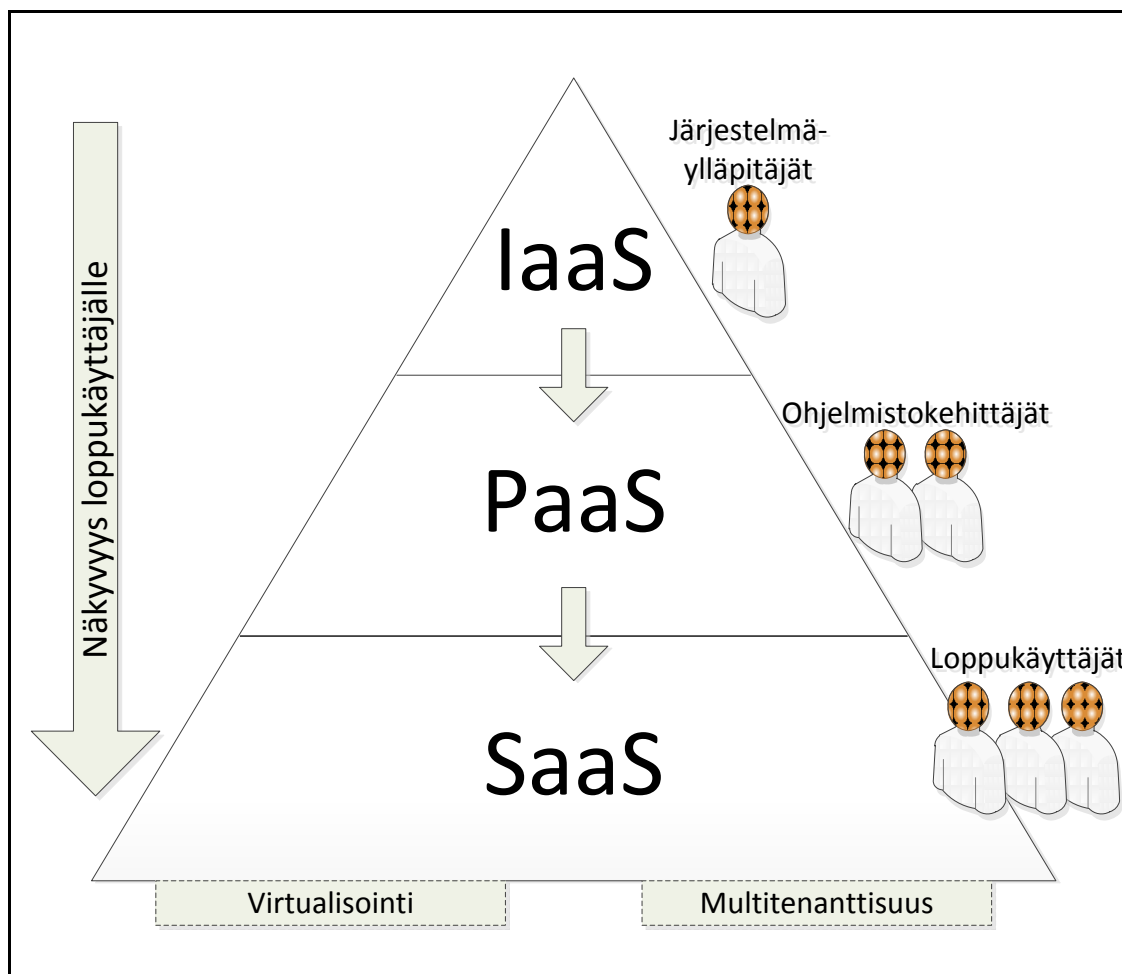 Järjestelmä-
ylläpitäjät
IaaS
Näkyvyys loppukäyttäjälle
Ohjelmistokehittäjät
PaaS
Loppukäyttäjät
SaaS
Virtualisointi
Multitenanttisuus